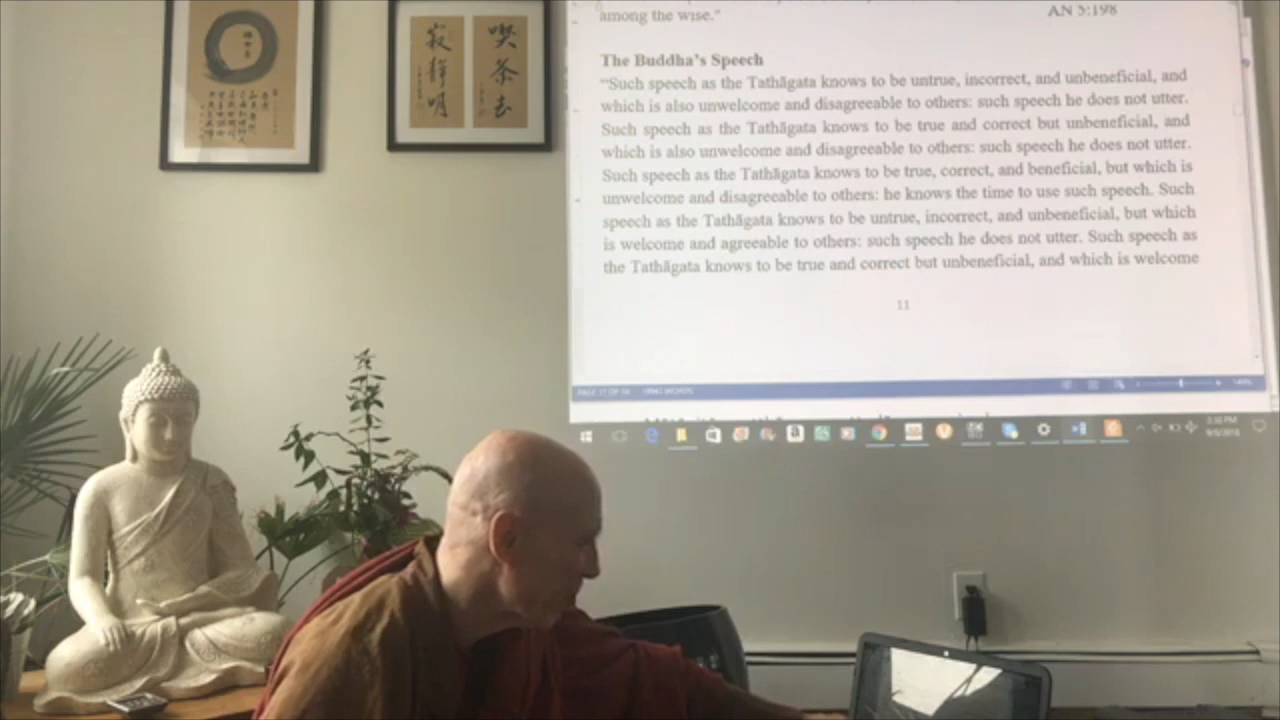 喫茶去
寂静明
among the wise."
AN 5:198
The Buddha's Speech
"Such speech as the Tathāgata knows to be untrue, incorrect, and unbeneficial, and
which is also unwelcome and disagreeable to others: such speech he does not utter.
Such speech as the Tathāgata knows to be true and correct but unbeneficial, and
which is also unwelcome and disagreeable to others: such speech he does not utter.
Such speech as the Tathāgata knows to be true, correct, and beneficial, but which is
unwelcome and disagreeable to others: he knows the time to use such speech. Such
speech as the Tathāgata knows to be untrue, incorrect, and unbeneficial, but which
is welcome and agreeable to others: such speech he does not utter. Such speech as
the Tathāgata knows to be true and correct but unbeneficial, and which is welcome
11